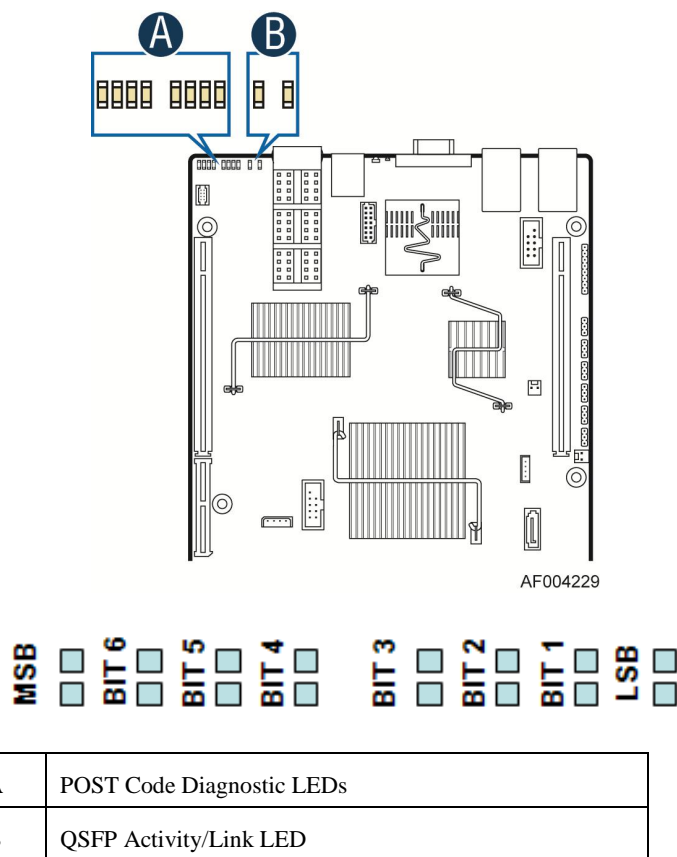 A B
AF004229
MSB BIT 6 BIT 5 BIT 4 BIT 3 BIT 2 BIT 1 LSB
POST Code Diagnostic LEDs
QSFP Activity/Link LED